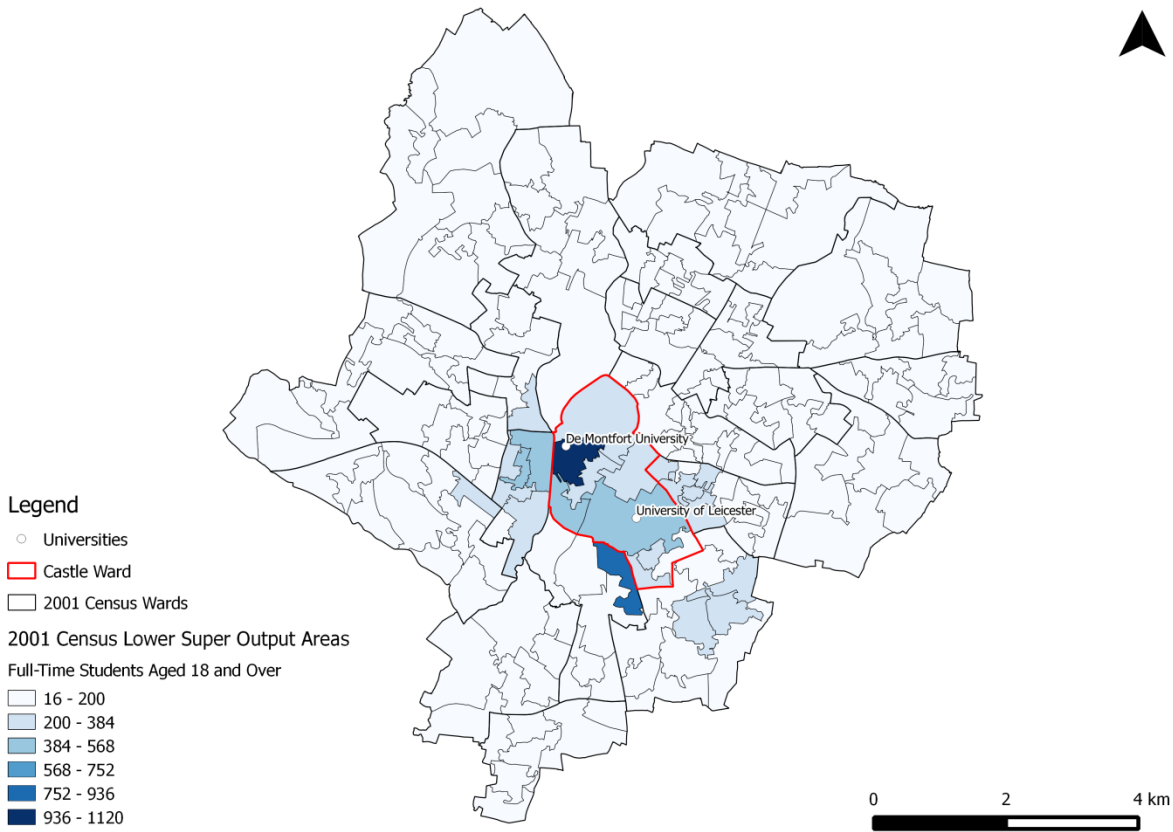 De Montfort University
University of Leicester
Legend
Universities
Castle Ward
2001 Census Wards
2001 Census Lower Super Output Areas
Full-Time Students Aged 18 and Over
16 - 200
200 - 384
384 - 568
568 - 752
752 - 936
936 - 1120
0 2 4 km